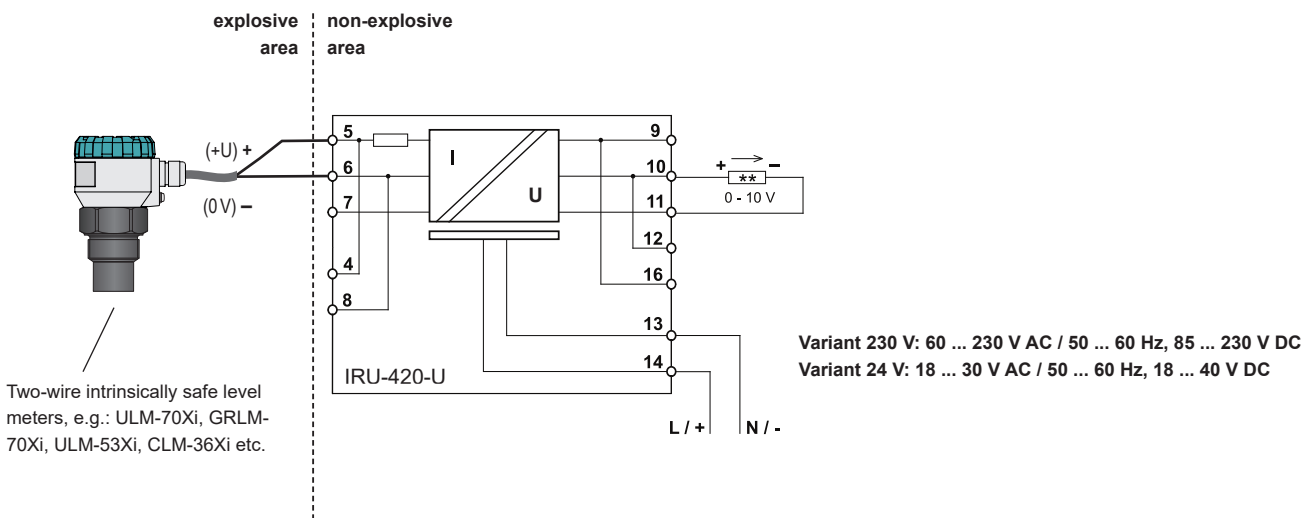 explosive
area
non-explosive
area
(+U) +
(0 V) –
5
6
7
4
8
I
U
9
10
11
12
16
13
14
+ –
**
0 - 10 V
IRU-420-U
L / +
N / -
Variant 230 V: 60 ... 230 V AC / 50 ... 60 Hz, 85 ... 230 V DC
Variant 24 V: 18 ... 30 V AC / 50 ... 60 Hz, 18 ... 40 V DC
Two-wire intrinsically safe level
meters, e.g.: ULM-70Xi, GRLM-
70Xi, ULM-53Xi, CLM-36Xi etc.